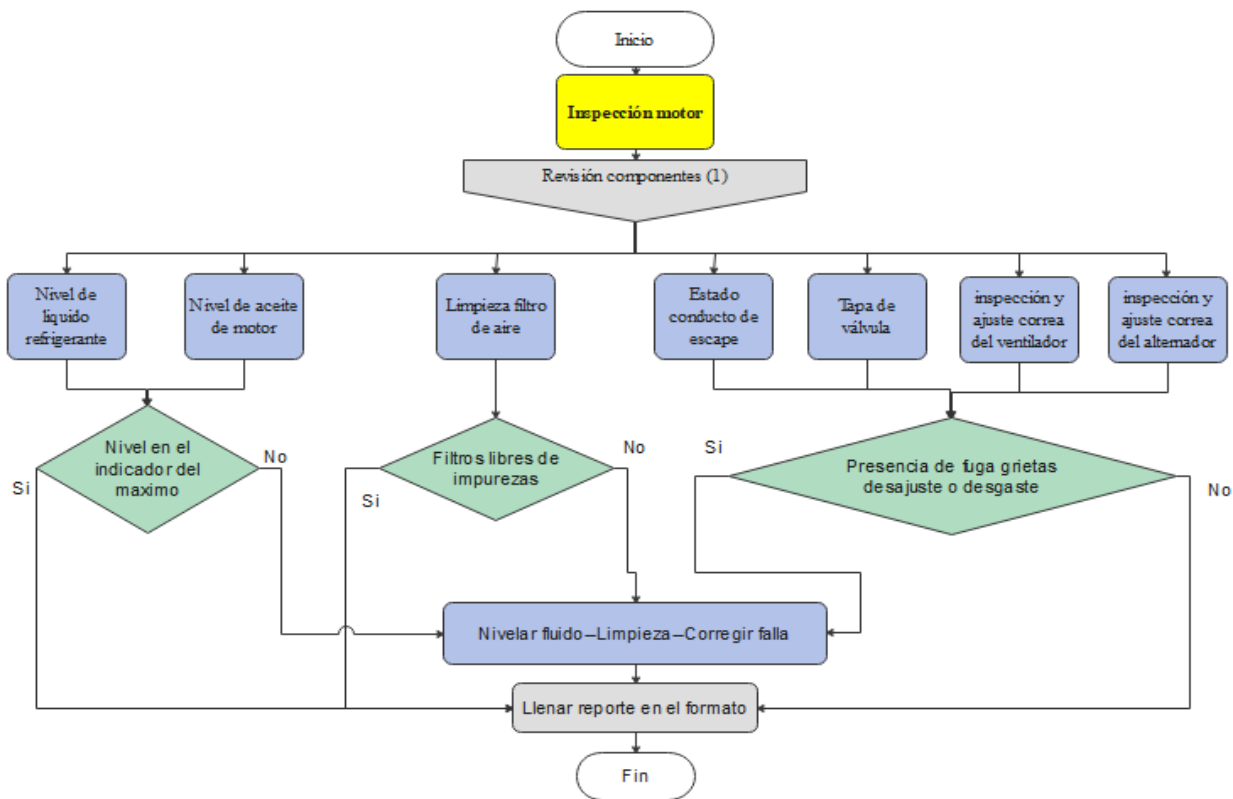 Inicio
Inspección motor
Revisión componentes (1)
Nivel de
liquido
refrigerante
Nivel de aceite
de motor
Limpieza filtro
de aire
Estado
conducto de
escape
Tapa de
válvula
inspección y
ajuste correa
del ventilador
inspección y
ajuste correa
del alternador
Nivel en el
indicador del
maximo
Si
No
Filtros libres de
impurezas
Si
No
Presencia de fuga grietas
desajuste o desgaste
Si
No
Nivelar fluido–Limpieza–Corregir falla
Llenar reporte en el formato
Fin